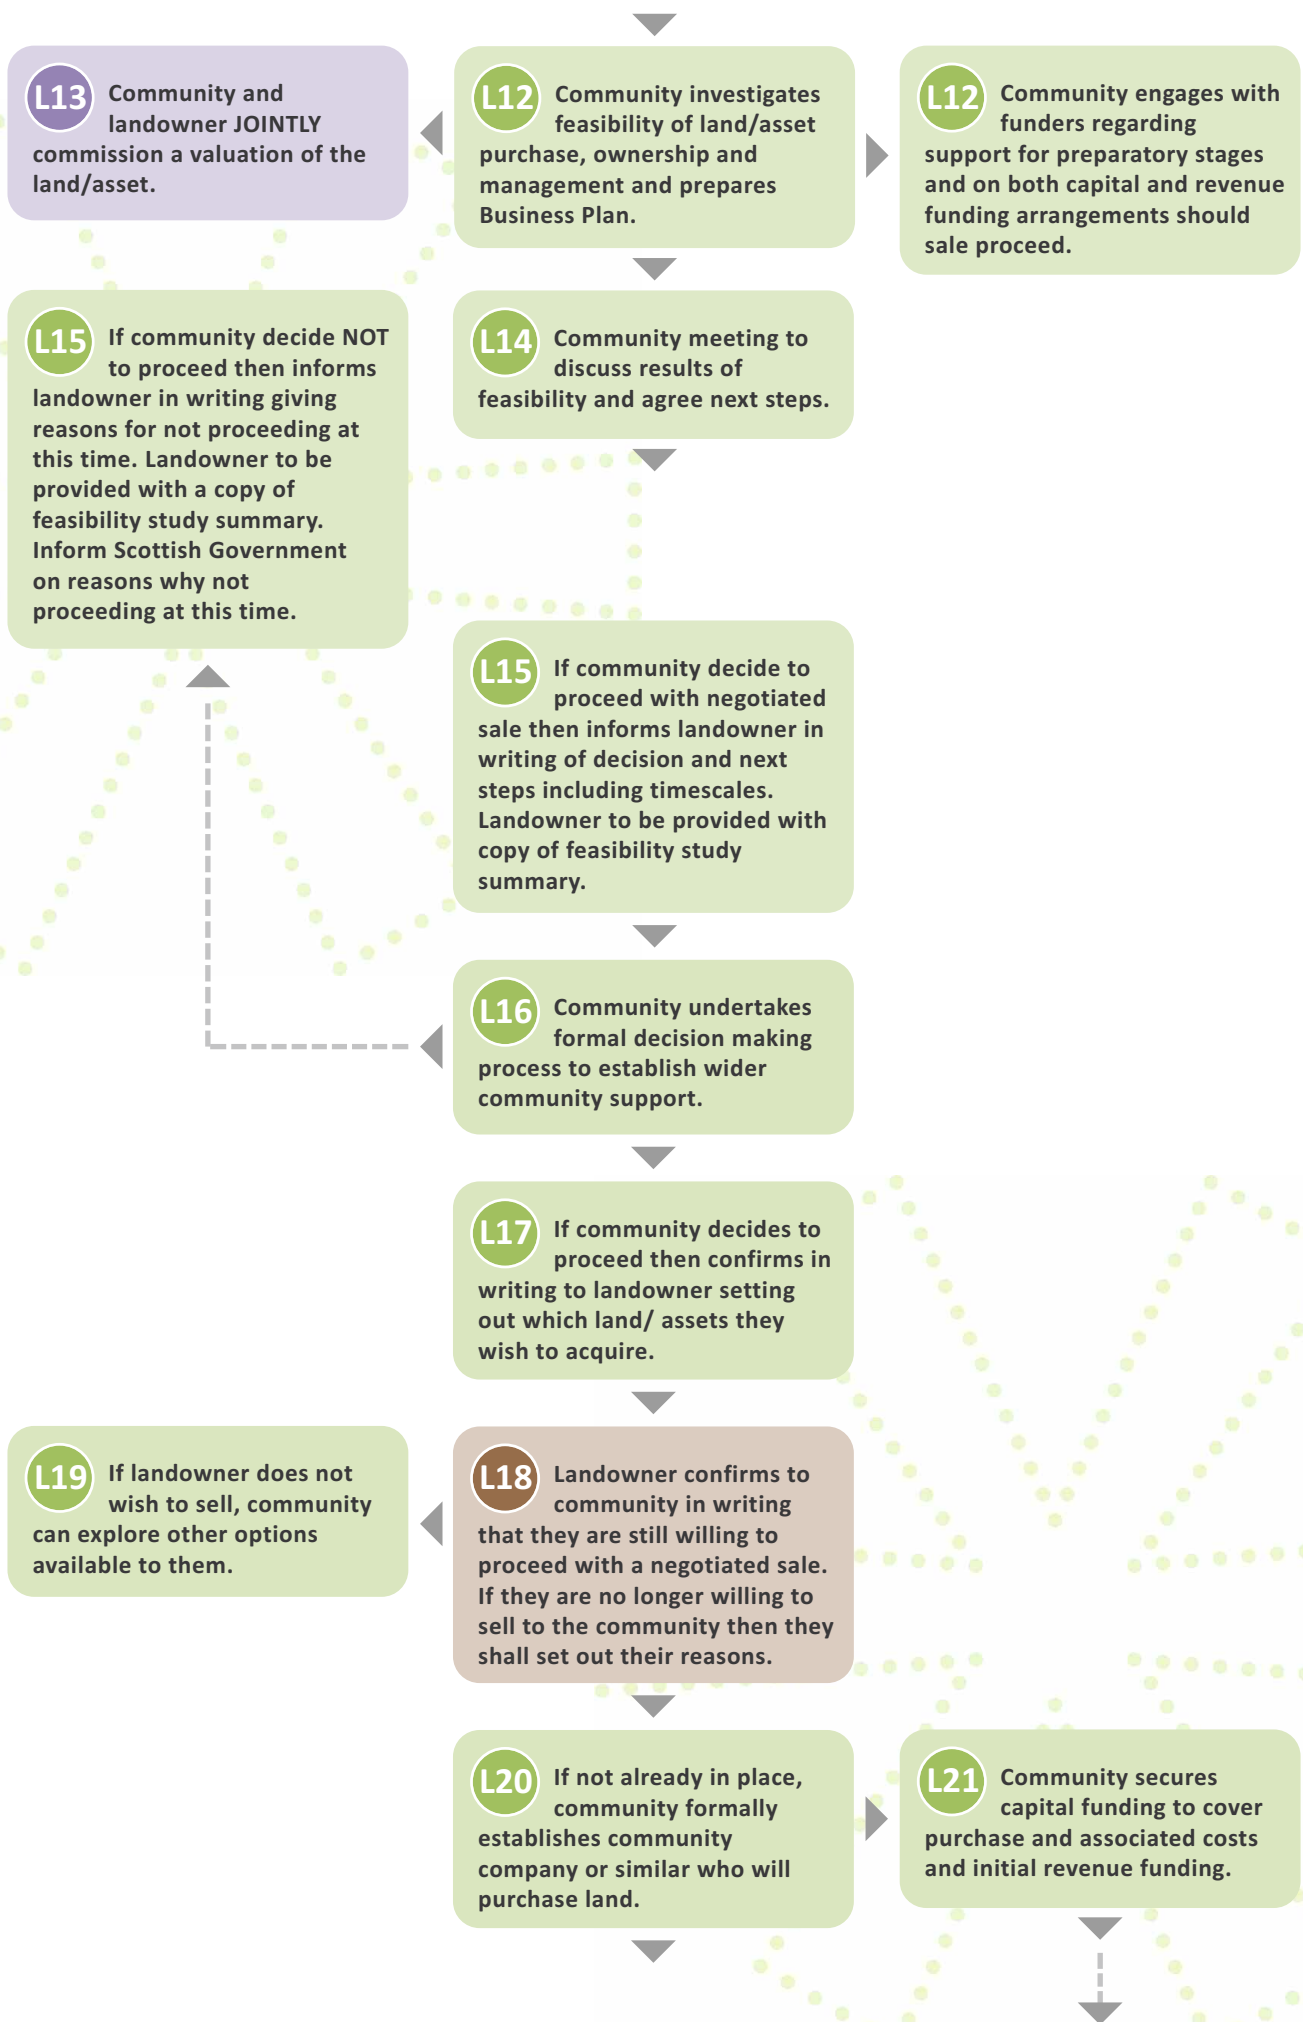 L13 Community and
landowner JOINTLY
commission a valuation of the
land/asset.
L12 Community investigates
feasibility of land/asset
purchase, ownership and
management and prepares
Business Plan.
L12 Community engages with
funders regarding
support for preparatory stages
and on both capital and revenue
funding arrangements should
sale proceed.
L15 If community decide NOT
to proceed then informs
landowner in writing giving
reasons for not proceeding at
this time. Landowner to be
provided with a copy of
feasibility study summary.
Inform Scottish Government
on reasons why not
proceeding at this time.
L14 Community meeting to
discuss results of
feasibility and agree next steps.
L15 If community decide to
proceed with negotiated
sale then informs landowner in
writing of decision and next
steps including timescales.
Landowner to be provided with
copy of feasibility study
summary.
L16 Community undertakes
formal decision making
process to establish wider
community support.
L17 If community decides to
proceed then confirms in
writing to landowner setting
out which land/ assets they
wish to acquire.
L19 If landowner does not
wish to sell, community
can explore other options
available to them.
L18 Landowner confirms to
community in writing
that they are still willing to
proceed with a negotiated sale.
If they are no longer willing to
sell to the community then they
shall set out their reasons.
L20 If not already in place,
community formally
establishes community
company or similar who will
purchase land.
L21 Community secures
capital funding to cover
purchase and associated costs
and initial revenue funding.